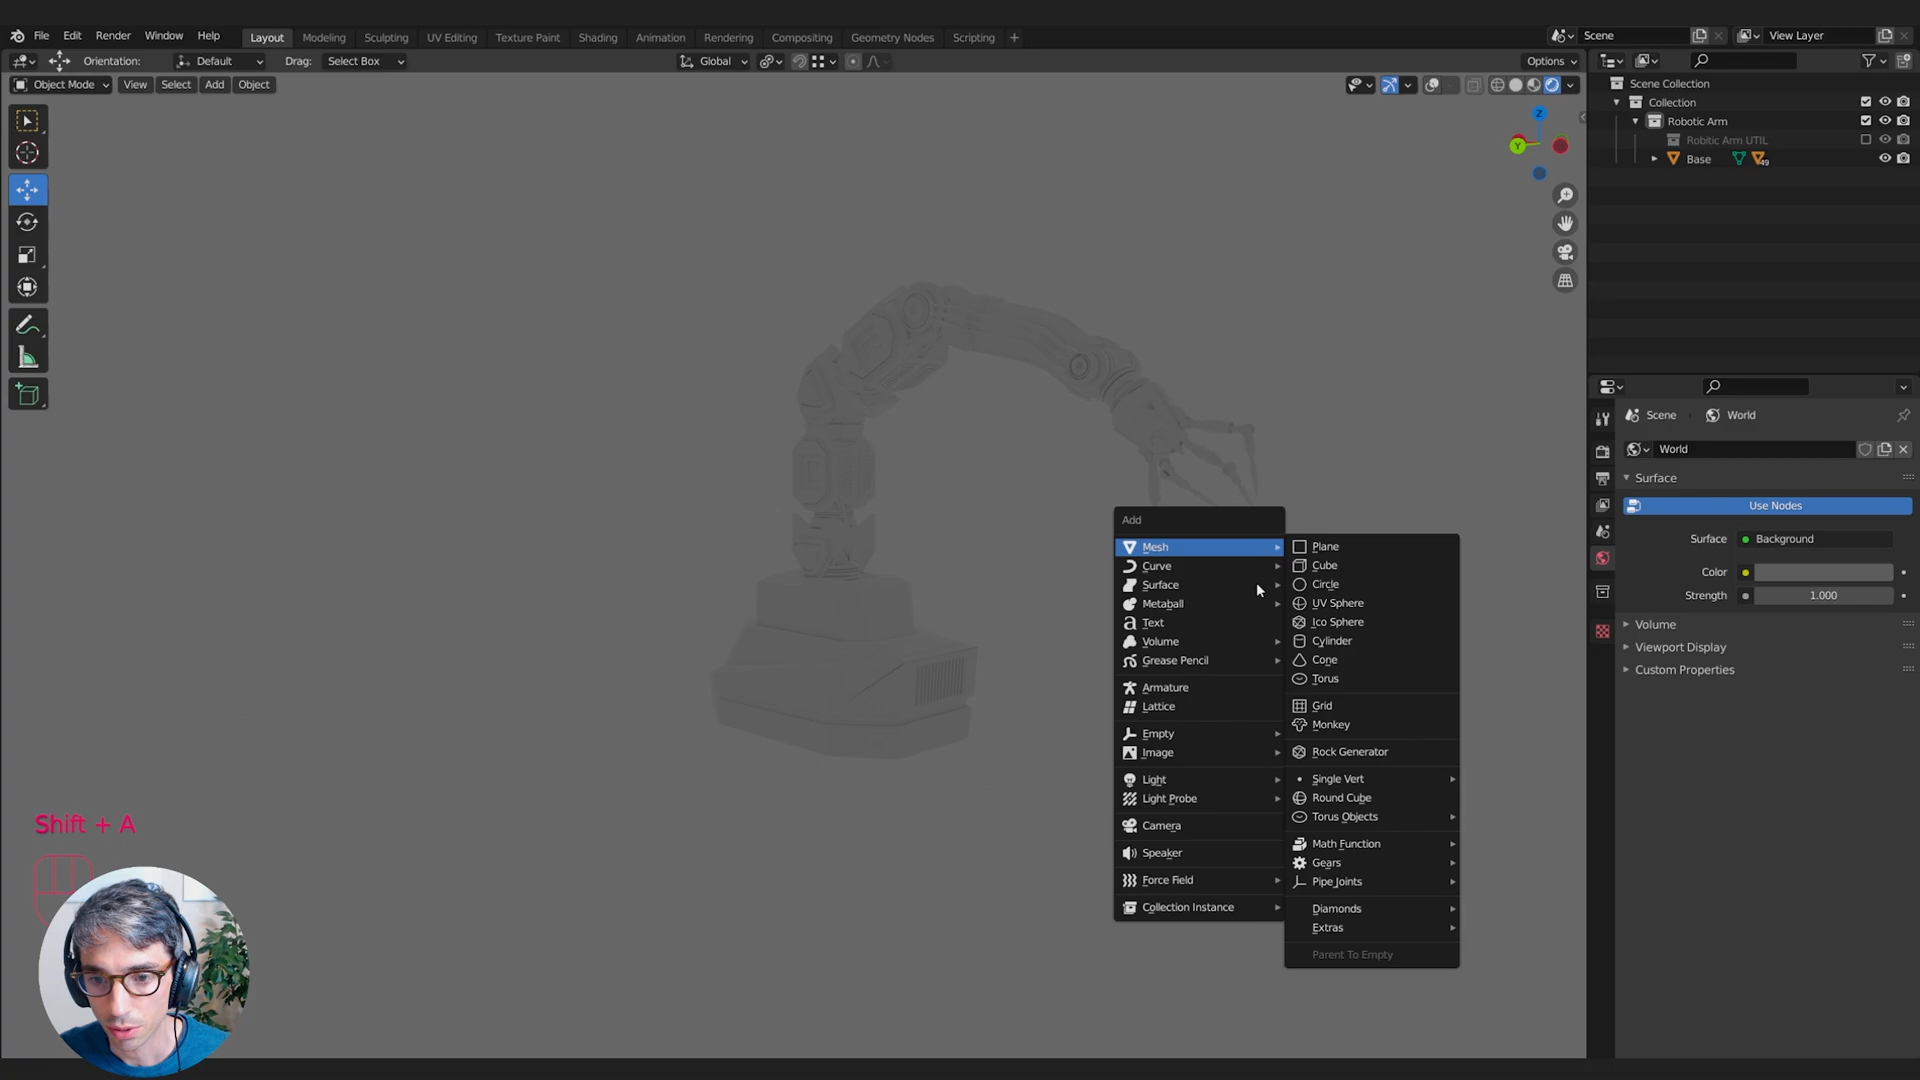 File Edit Render Window Help Layout Modeling Sculpting UV Editing Texture Paint Shading Animation Rendering Compositing Geometry Nodes Scripting + Scene View Layer
Orientation: Default Drag: Select Box Global Options
Object Mode View Select Add Object
Z
Y
Scene Collection
Collection
Robotic Arm
Robitic Arm UTIL
Base 49
Scene World
World
Surface
Use Nodes
Surface Background
Color
Strength 1.000
Volume
Viewport Display
Custom Properties
Add
Mesh
Curve
Surface
Metaball
Text
Volume
Grease Pencil
Armature
Lattice
Empty
Image
Light
Light Probe
Camera
Speaker
Force Field
Collection Instance
Plane
Cube
Circle
UV Sphere
Ico Sphere
Cylinder
Cone
Torus
Grid
Monkey
Rock Generator
Single Vert
Round Cube
Torus Objects
Math Function
Gears
Pipe Joints
Diamonds
Extras
Parent To Empty
Shift + A